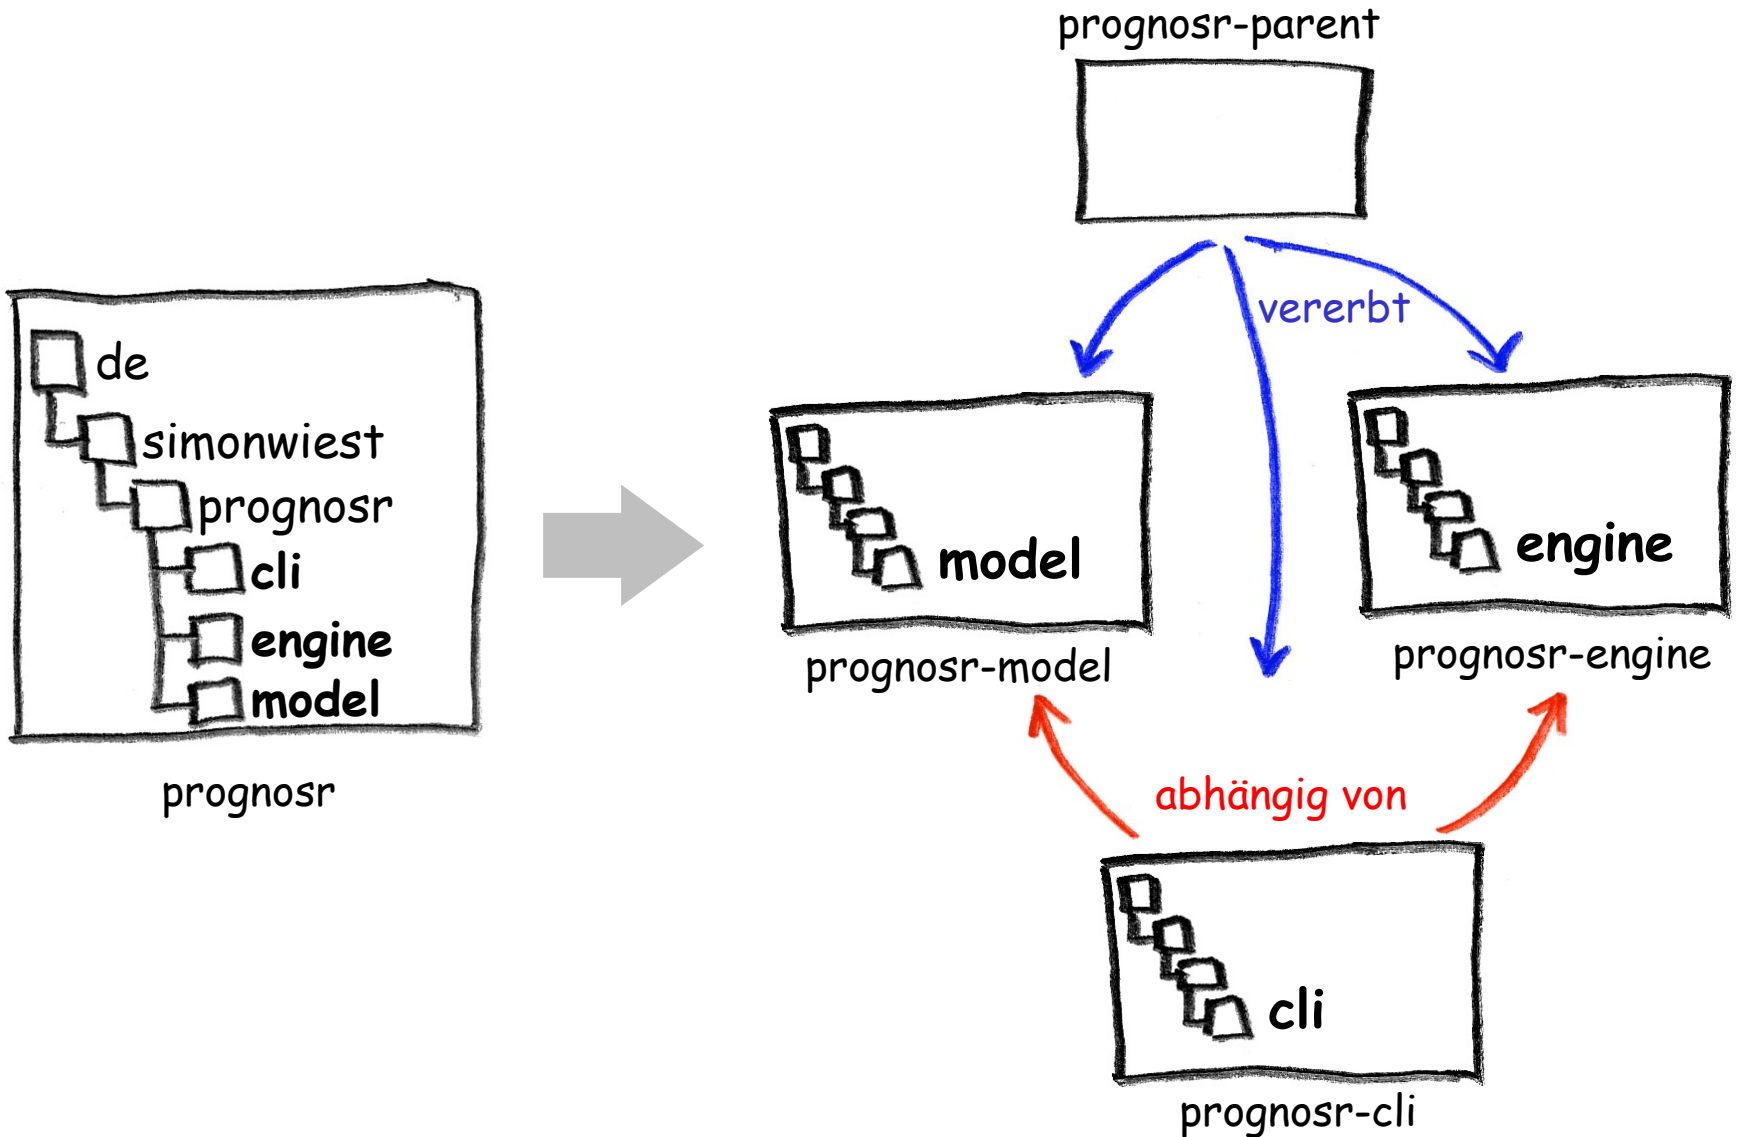 prognosr-parent
de
simonwiest
prognosr
cli
engine
model
prognosr
vererbt
model
prognosr-model
engine
prognosr-engine
abhängig von
cli
prognosr-cli